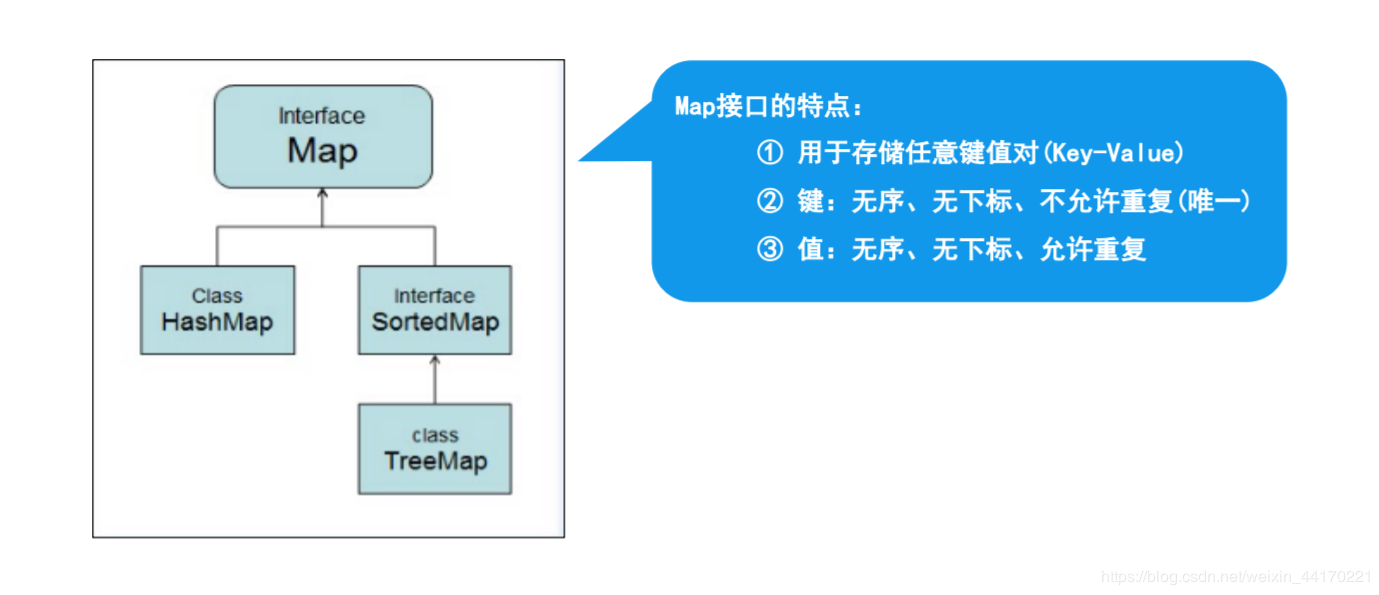 Interface
Map
Class
HashMap
Interface
SortedMap
class
TreeMap
Map接口的特点:
① 用于存储任意键值对(Key-Value)
② 键：无序、无下标、不允许重复(唯一)
③ 值：无序、无下标、允许重复
https://blog.csdn.net/weixin_44170221